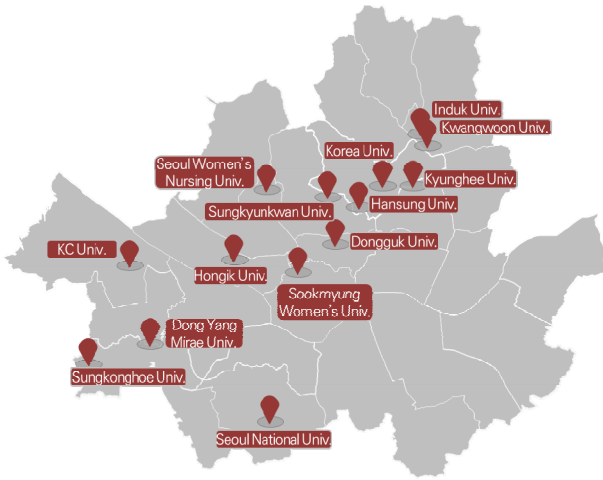 Induk Univ.
Kwangwoon Univ.
Korea Univ.
Seoul Women's
Nursing Univ.
Kyunghee Univ.
Sungkyunkwan Univ.
Hansung Univ.
Dongguk Univ.
KC Univ.
Hongik Univ.
Sookmyung
Women's Univ.
Dong Yang
Mirae Univ.
Sungkonghoe Univ.
Seoul National Univ.